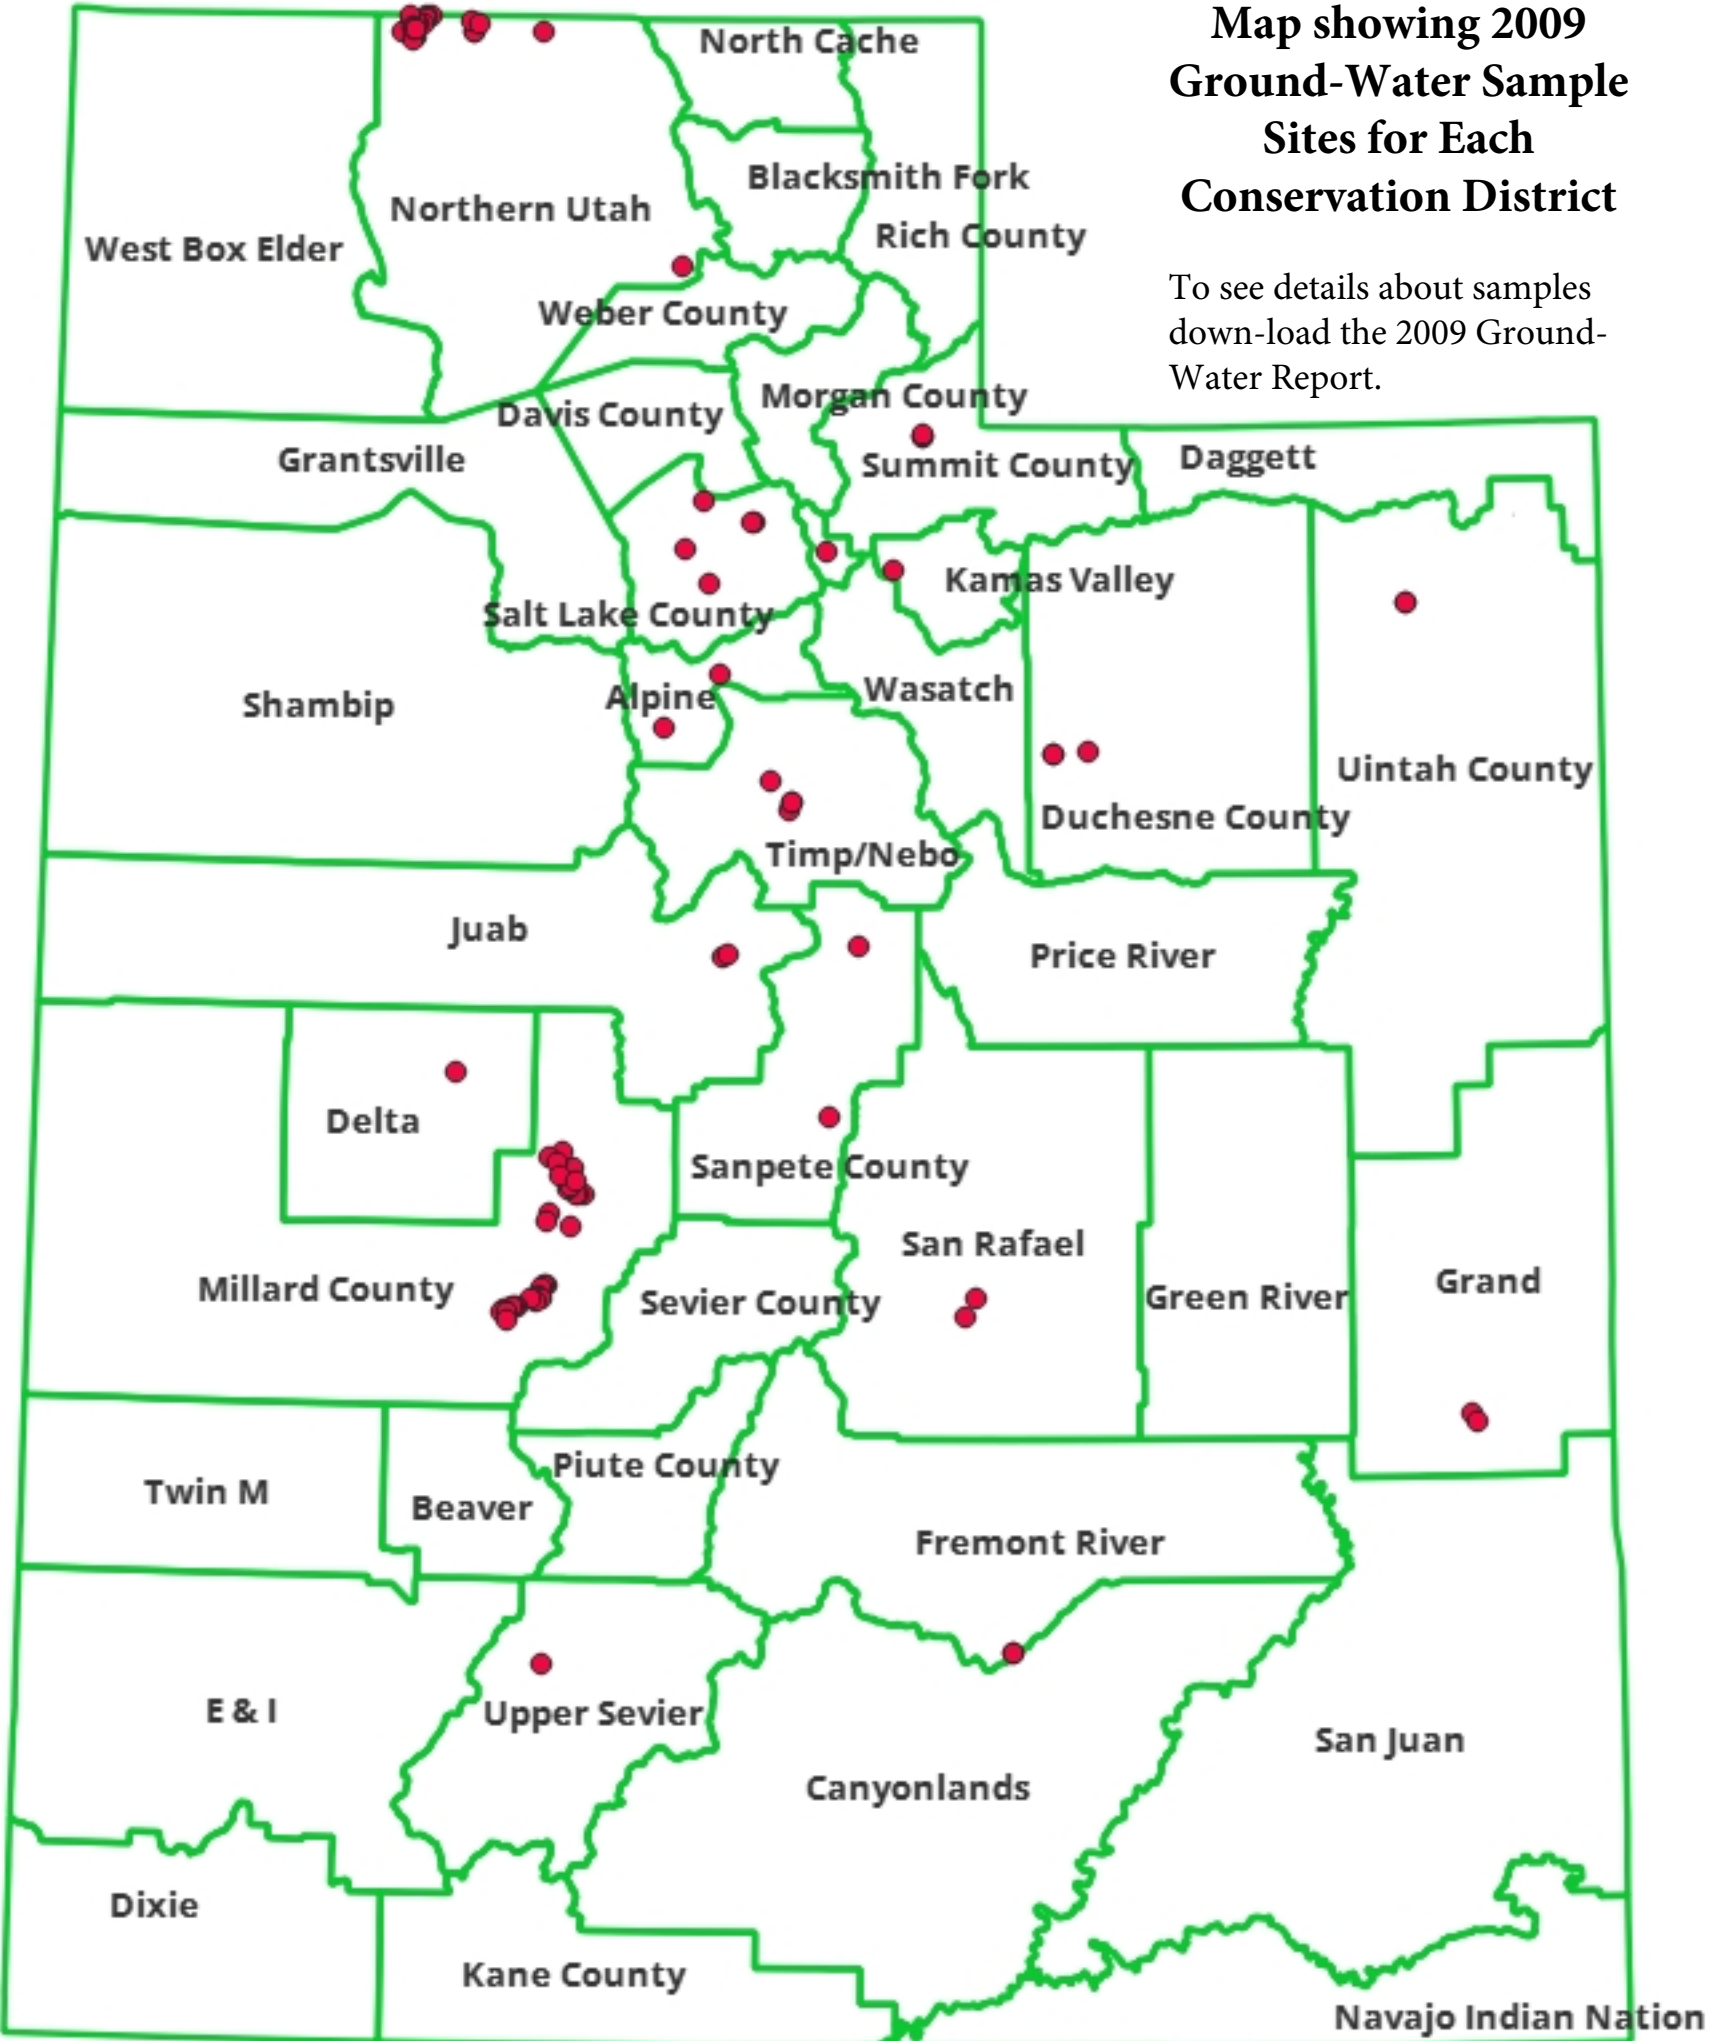 Map showing 2009
Ground-Water Sample
Sites for Each
Conservation District
To see details about samples
down-load the 2009 Ground-
Water Report.
North Cache
Blacksmith Fork
Northern Utah
Rich County
West Box Elder
Weber County
Morgan County
Davis County
Grantsville
Summit County
Daggett
Kamas Valley
Salt Lake County
Wasatch
Alpine
Shambip
Uintah County
Duchesne County
Timp/Nebo
Juab
Price River
Delta
Sanpete County
San Rafael
Millard County
Sevier County
Green River
Grand
Piute County
Twin M
Beaver
Fremont River
E & I
Upper Sevier
San Juan
Canyonlands
Dixie
Kane County
Navajo Indian Nation